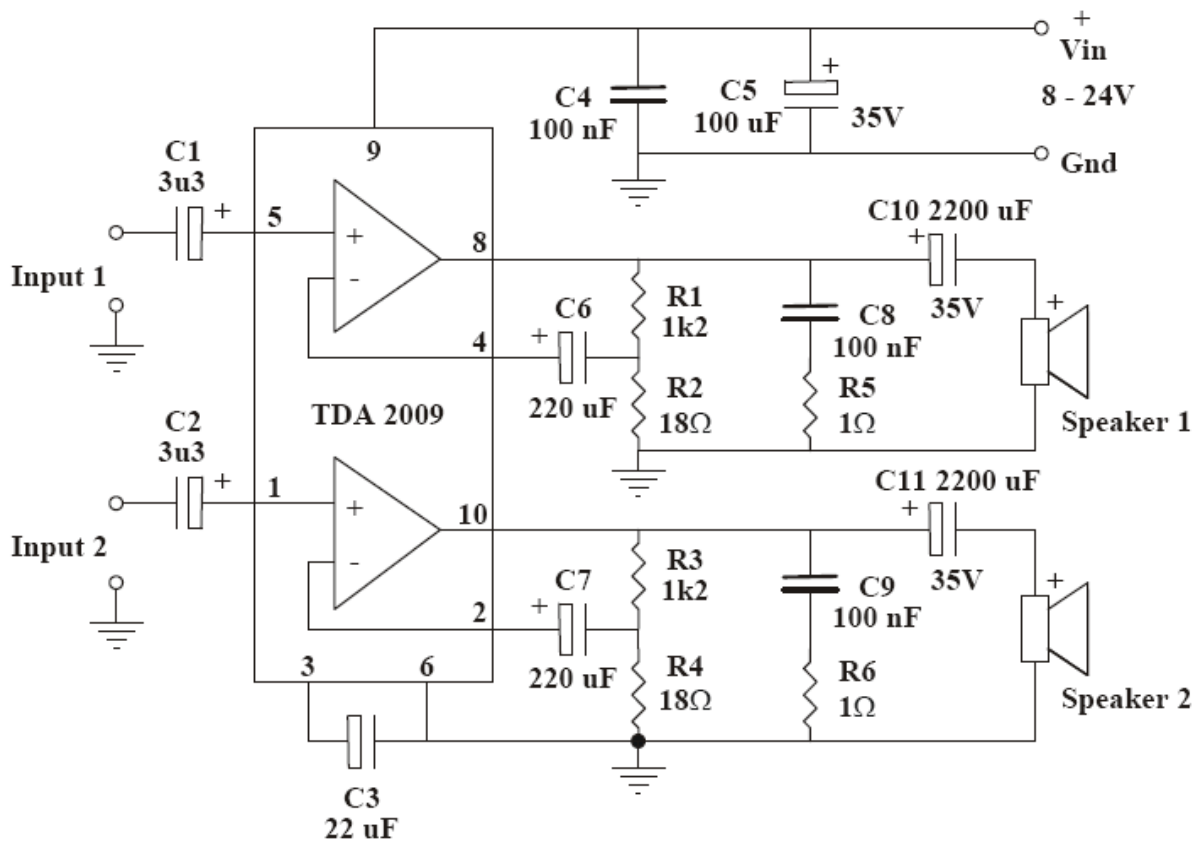 +
Vin
8 - 24V
Gnd
C4
100 nF
C5
100 uF
+
35V
9
C1
3u3
+
5
+
-
8
4
Input 1
C6
+
220 uF
R1
1k2
R2
18Ω
C8
100 nF
R5
1Ω
C10 2200 uF
+
35V
+
Speaker 1
TDA 2009
C2
3u3
+
1
+
-
10
2
Input 2
C7
+
220 uF
R3
1k2
R4
18Ω
C9
100 nF
R6
1Ω
C11 2200 uF
+
35V
+
Speaker 2
3
6
C3
22 uF